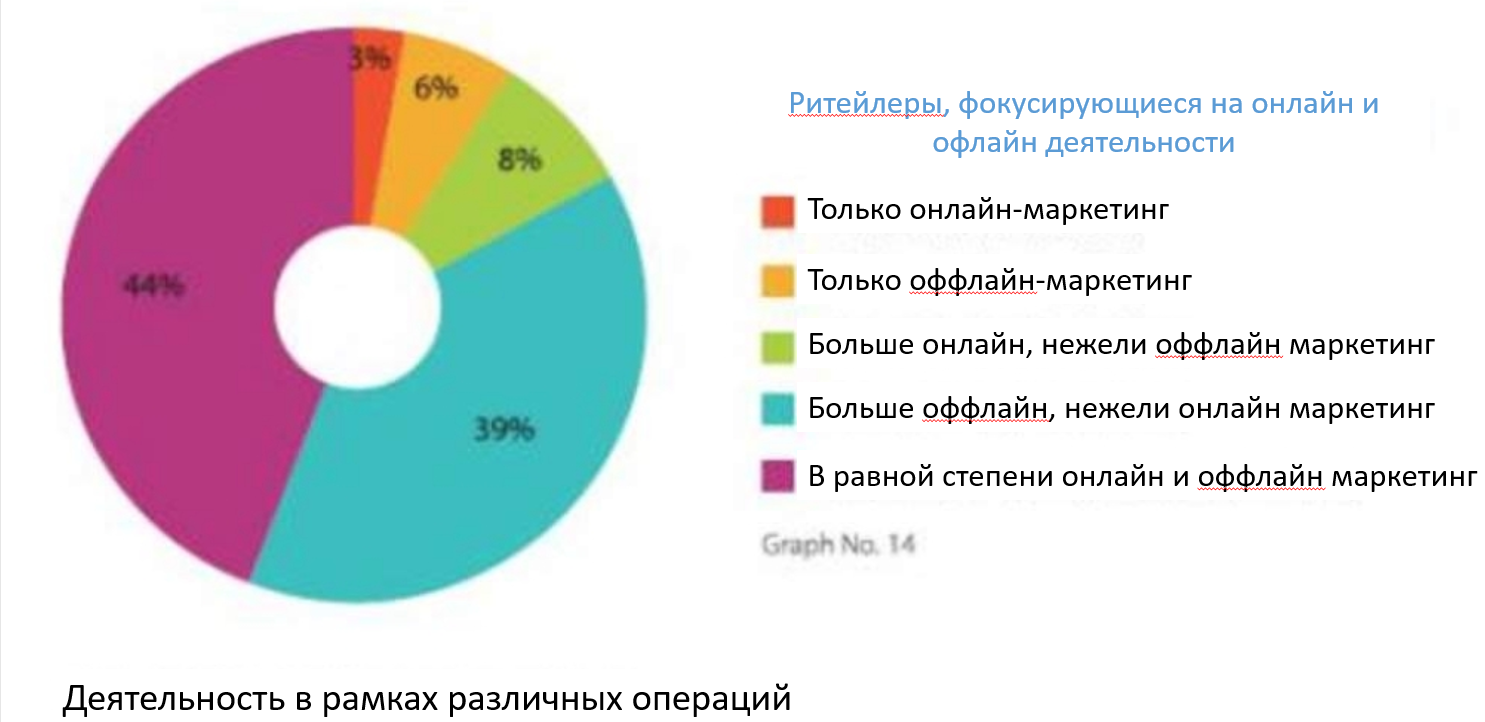 3%
6%
8%
44%
39%
Ритейлеры, фокусирующиеся на онлайн и
офлайн деятельности
Только онлайн-маркетинг
Только оффлайн-маркетинг
Больше онлайн, нежели оффлайн маркетинг
Больше оффлайн, нежели онлайн маркетинг
В равной степени онлайн и оффлайн маркетинг
Graph No. 14
Деятельность в рамках различных операций